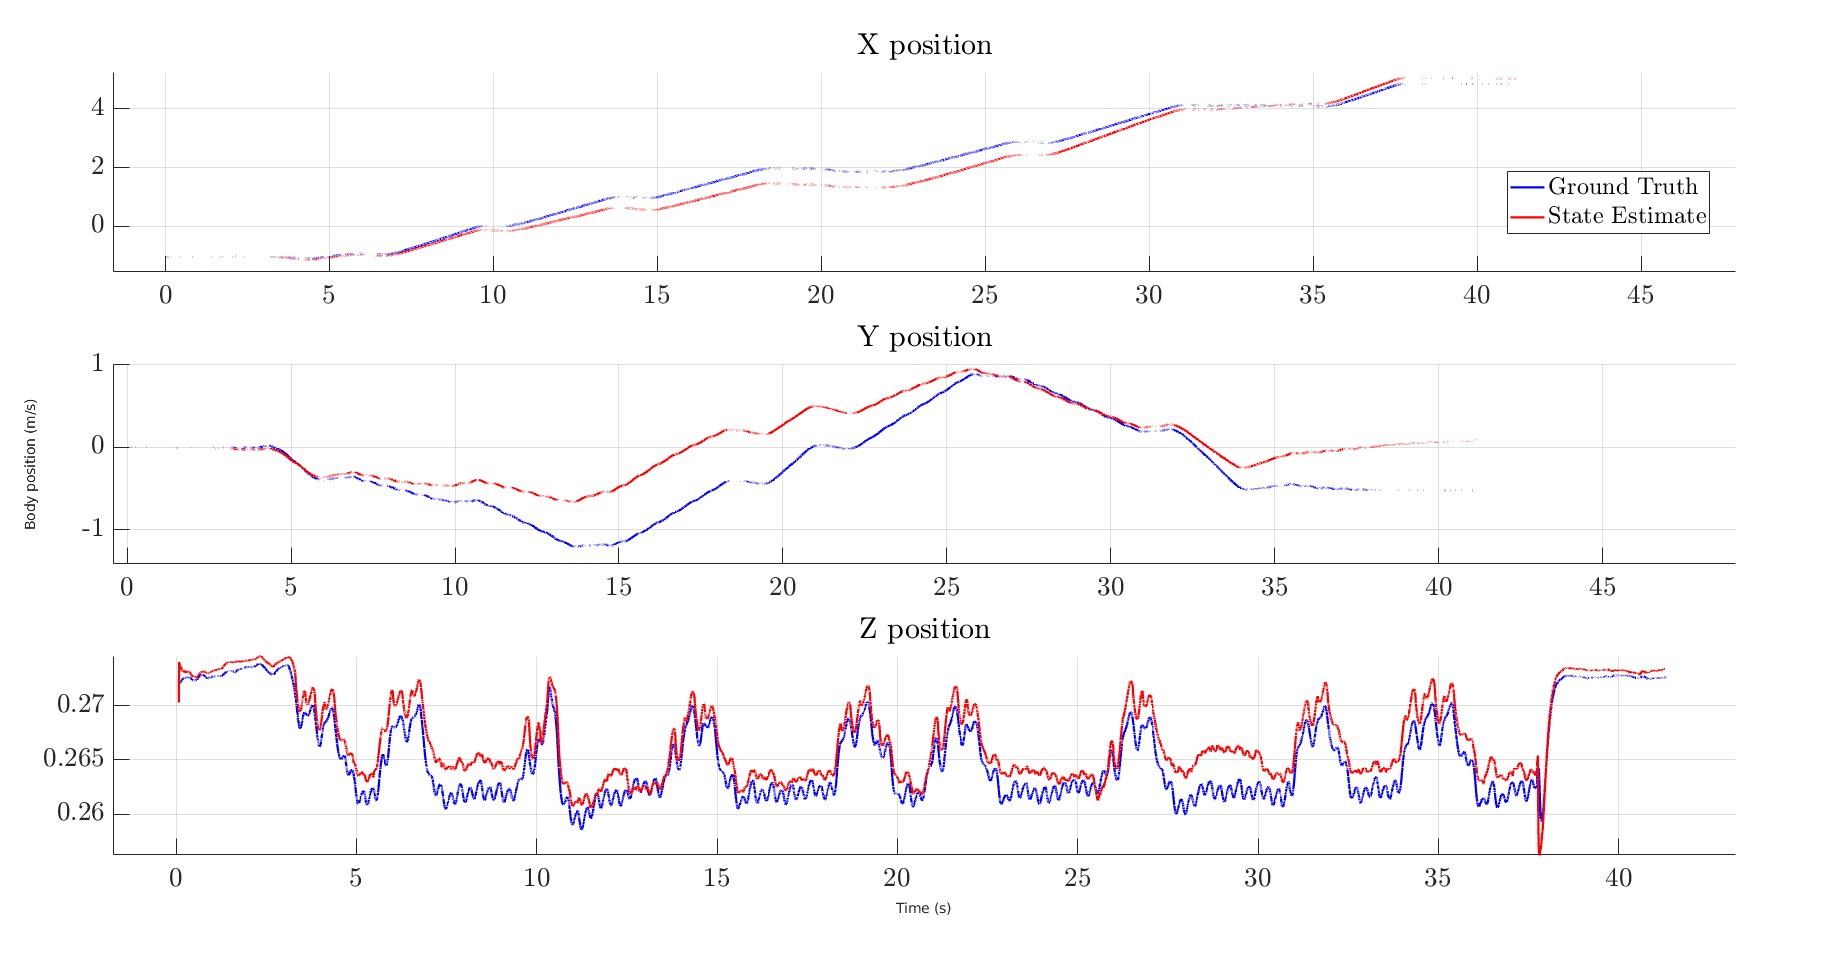 X position
4
2
0
0 5 10 15 20 25 30 35 40 45
Ground Truth
State Estimate
Y position
1
0
-1
0 5 10 15 20 25 30 35 40 45
Body position (m/s)
Z position
0.27
0.265
0.26
0 5 10 15 20 25 30 35 40
Time (s)